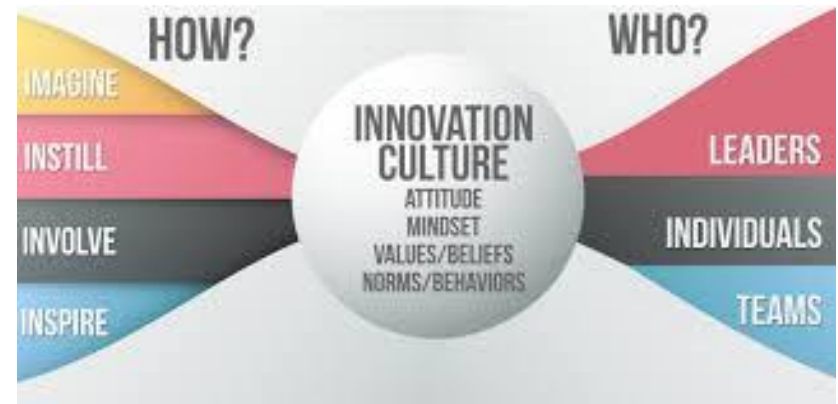 HOW?
IMAGINE
INSTILL
INVOLVE
INSPIRE
INNOVATION
CULTURE
ATTITUDE
MINDSET
VALUES/BELIEFS
NORMS/BEHAVIORS
WHO?
LEADERS
INDIVIDUALS
TEAMS